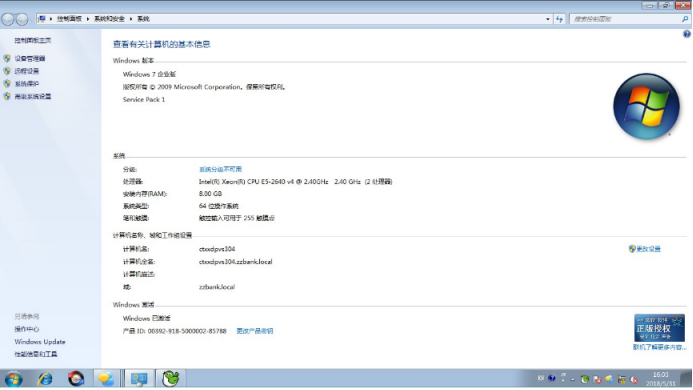 控制面板 ▸ 系统和安全 ▸ 系统
搜索控制面板
控制面板主页
设备管理器
远程设置
系统保护
高级系统设置
查看有关计算机的基本信息
Windows 版本
Windows 7 企业版
版权所有 © 2009 Microsoft Corporation。保留所有权利。
Service Pack 1
系统
分级: 系统分级不可用
处理器: Intel(R) Xeon(R) CPU E5-2640 v4 @ 2.40GHz 2.40 GHz (2 处理器)
安装内存(RAM): 8.00 GB
系统类型: 64 位操作系统
笔和触摸: 触控输入可用于 255 触摸点
计算机名称、域和工作组设置
计算机名: ctxxdpvs304
更改设置
计算机全名: ctxxdpvs304.zzbank.local
计算机描述:
域: zzbank.local
Windows 激活
Windows 已激活
产品 ID: 00392-918-5000002-85788 更改产品密钥
正版授权
联机了解更多内容...
另请参阅
操作中心
Windows Update
性能信息和工具
16:03
2018/5/31